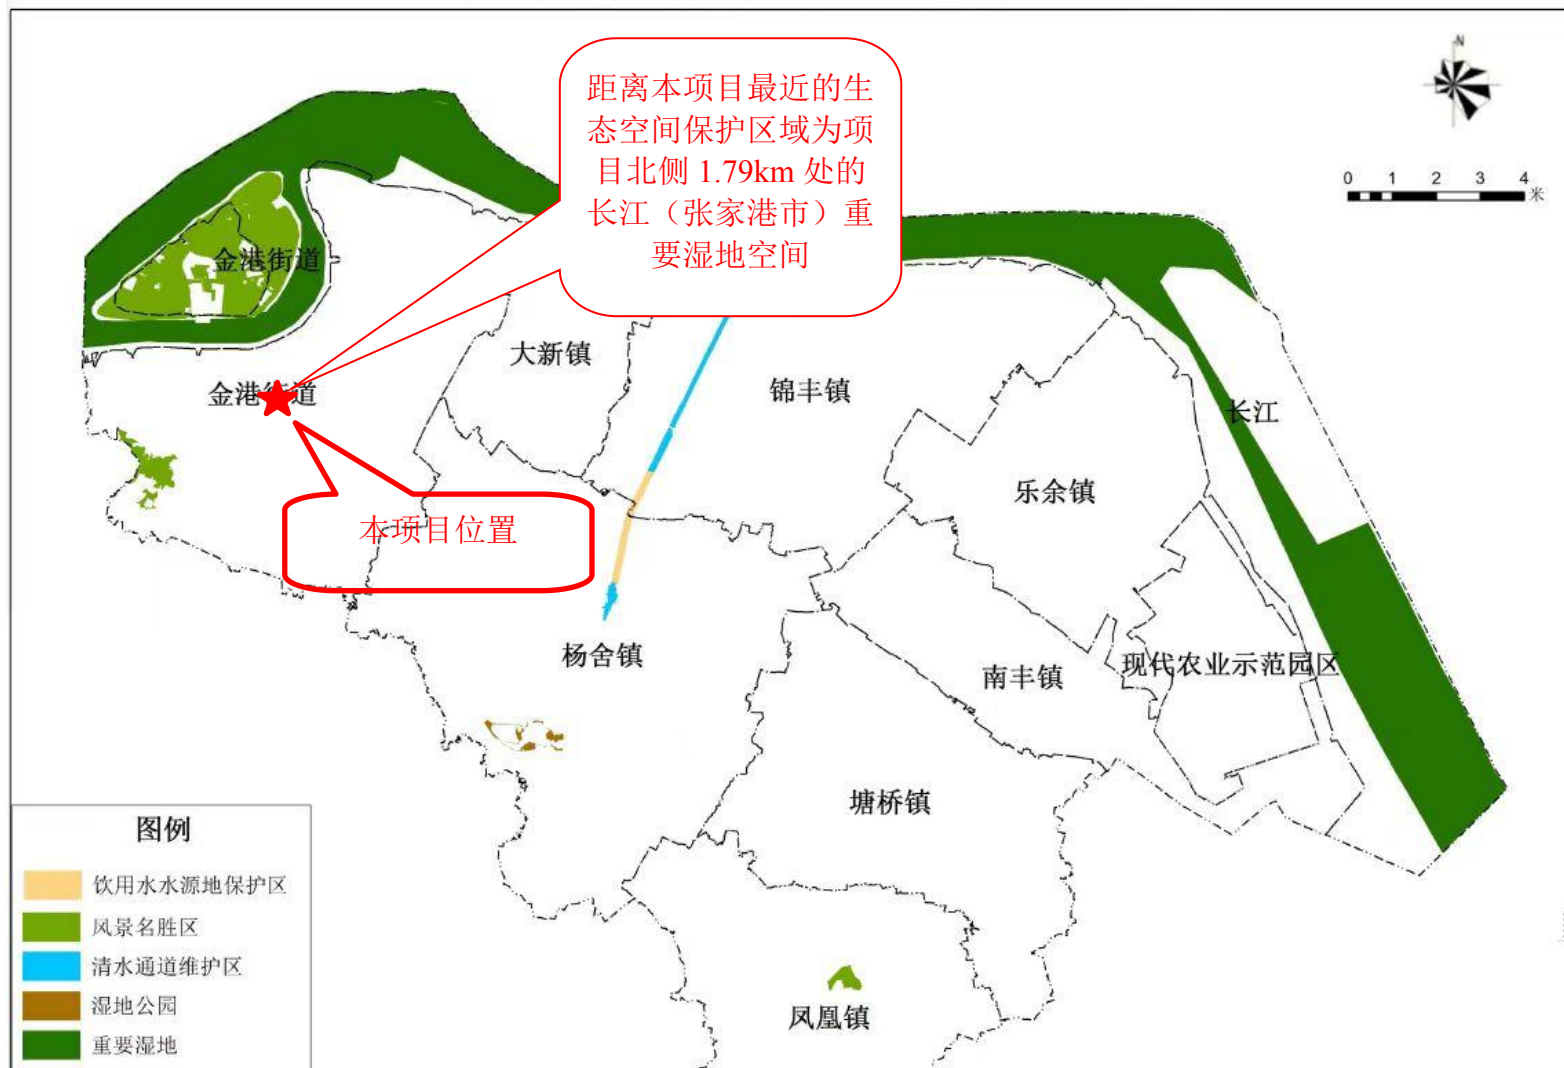 N
距离本项目最近的生
态空间保护区域为项
目北侧 1.79km 处的
长江（张家港市）重
要湿地空间
0 1 2 3 4
米
金港街道
大新镇
金港街道
锦丰镇
长江
乐余镇
本项目位置
杨舍镇
南丰镇
现代农业示范园区
塘桥镇
凤凰镇
图例
饮用水水源地保护区
风景名胜区
清水通道维护区
湿地公园
重要湿地